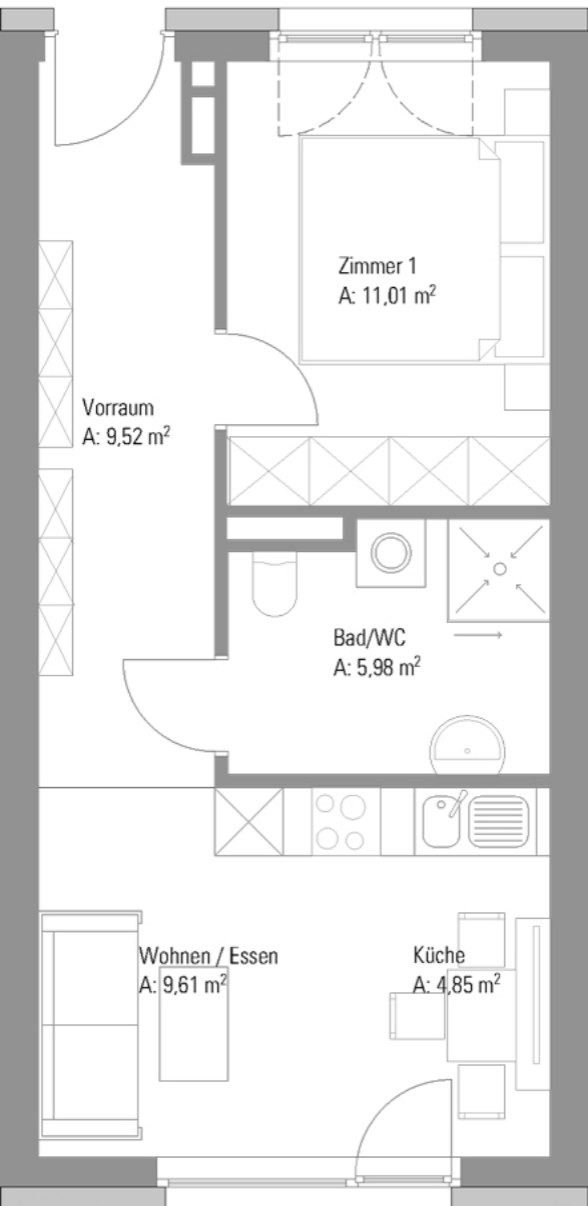 Zimmer 1
A: 11,01 m²
Vorraum
A: 9,52 m²
Bad/WC
A: 5,98 m²
Wohnen / Essen
A: 9,61 m²
Küche
A: 4,85 m²